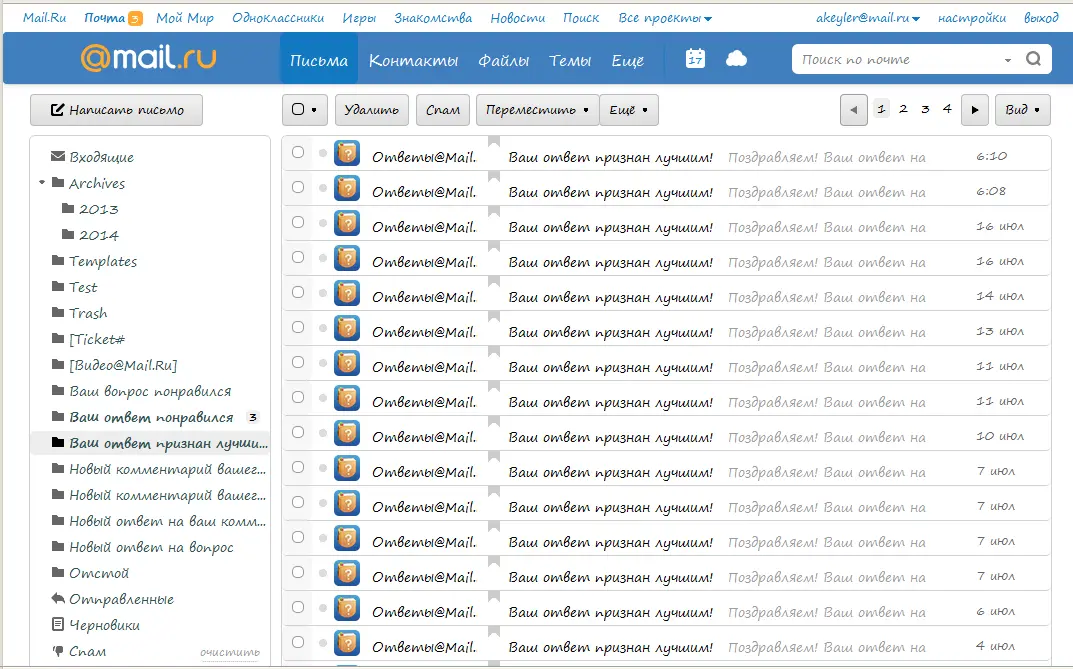 Mail.Ru Почта 3 Мой Мир Одноклассники Игры Знакомства Новости Поиск Все проекты akeyler@mail.ru настройки выход
@mail.ru Письма Контакты Файлы Темы Ещё 17 Поиск по почте
Написать письмо Удалить Спам Переместить Ещё 1 2 3 4 Вид
Входящие
Archives
2013
2014
Templates
Test
Trash
[Ticket#
[Видео@Mail.Ru]
Ваш вопрос понравился
Ваш ответ понравился 3
Ваш ответ признан лучши...
Новый комментарий вашег...
Новый комментарий вашег...
Новый ответ на ваш комм...
Новый ответ на вопрос
Отстой
Отправленные
Черновики
Спам очистить
Ответы@Mail. Ваш ответ признан лучшим! Поздравляем! Ваш ответ на 6:10
Ответы@Mail. Ваш ответ признан лучшим! Поздравляем! Ваш ответ на 6:08
Ответы@Mail. Ваш ответ признан лучшим! Поздравляем! Ваш ответ на 16 июл
Ответы@Mail. Ваш ответ признан лучшим! Поздравляем! Ваш ответ на 16 июл
Ответы@Mail. Ваш ответ признан лучшим! Поздравляем! Ваш ответ на 14 июл
Ответы@Mail. Ваш ответ признан лучшим! Поздравляем! Ваш ответ на 13 июл
Ответы@Mail. Ваш ответ признан лучшим! Поздравляем! Ваш ответ на 11 июл
Ответы@Mail. Ваш ответ признан лучшим! Поздравляем! Ваш ответ на 11 июл
Ответы@Mail. Ваш ответ признан лучшим! Поздравляем! Ваш ответ на 10 июл
Ответы@Mail. Ваш ответ признан лучшим! Поздравляем! Ваш ответ на 7 июл
Ответы@Mail. Ваш ответ признан лучшим! Поздравляем! Ваш ответ на 7 июл
Ответы@Mail. Ваш ответ признан лучшим! Поздравляем! Ваш ответ на 7 июл
Ответы@Mail. Ваш ответ признан лучшим! Поздравляем! Ваш ответ на 7 июл
Ответы@Mail. Ваш ответ признан лучшим! Поздравляем! Ваш ответ на 6 июл
Ответы@Mail. Ваш ответ признан лучшим! Поздравляем! Ваш ответ на 4 июл